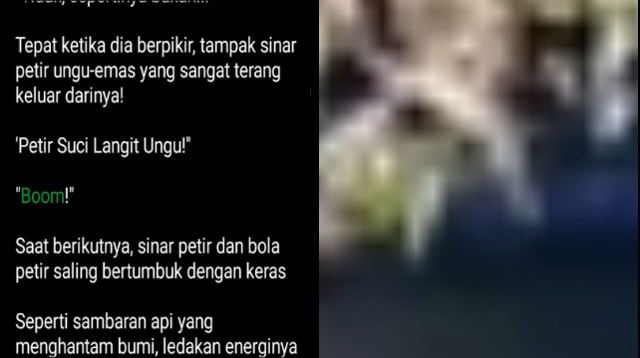 Tepat ketika dia berpikir, tampak sinar
petir ungu-emas yang sangat terang
keluar darinya!
'Petir Suci Langit Ungu!"
"Boom!"
Saat berikutnya, sinar petir dan bola
petir saling bertumbuk dengan keras
Seperti sambaran api yang
menghantam bumi, ledakan energinya